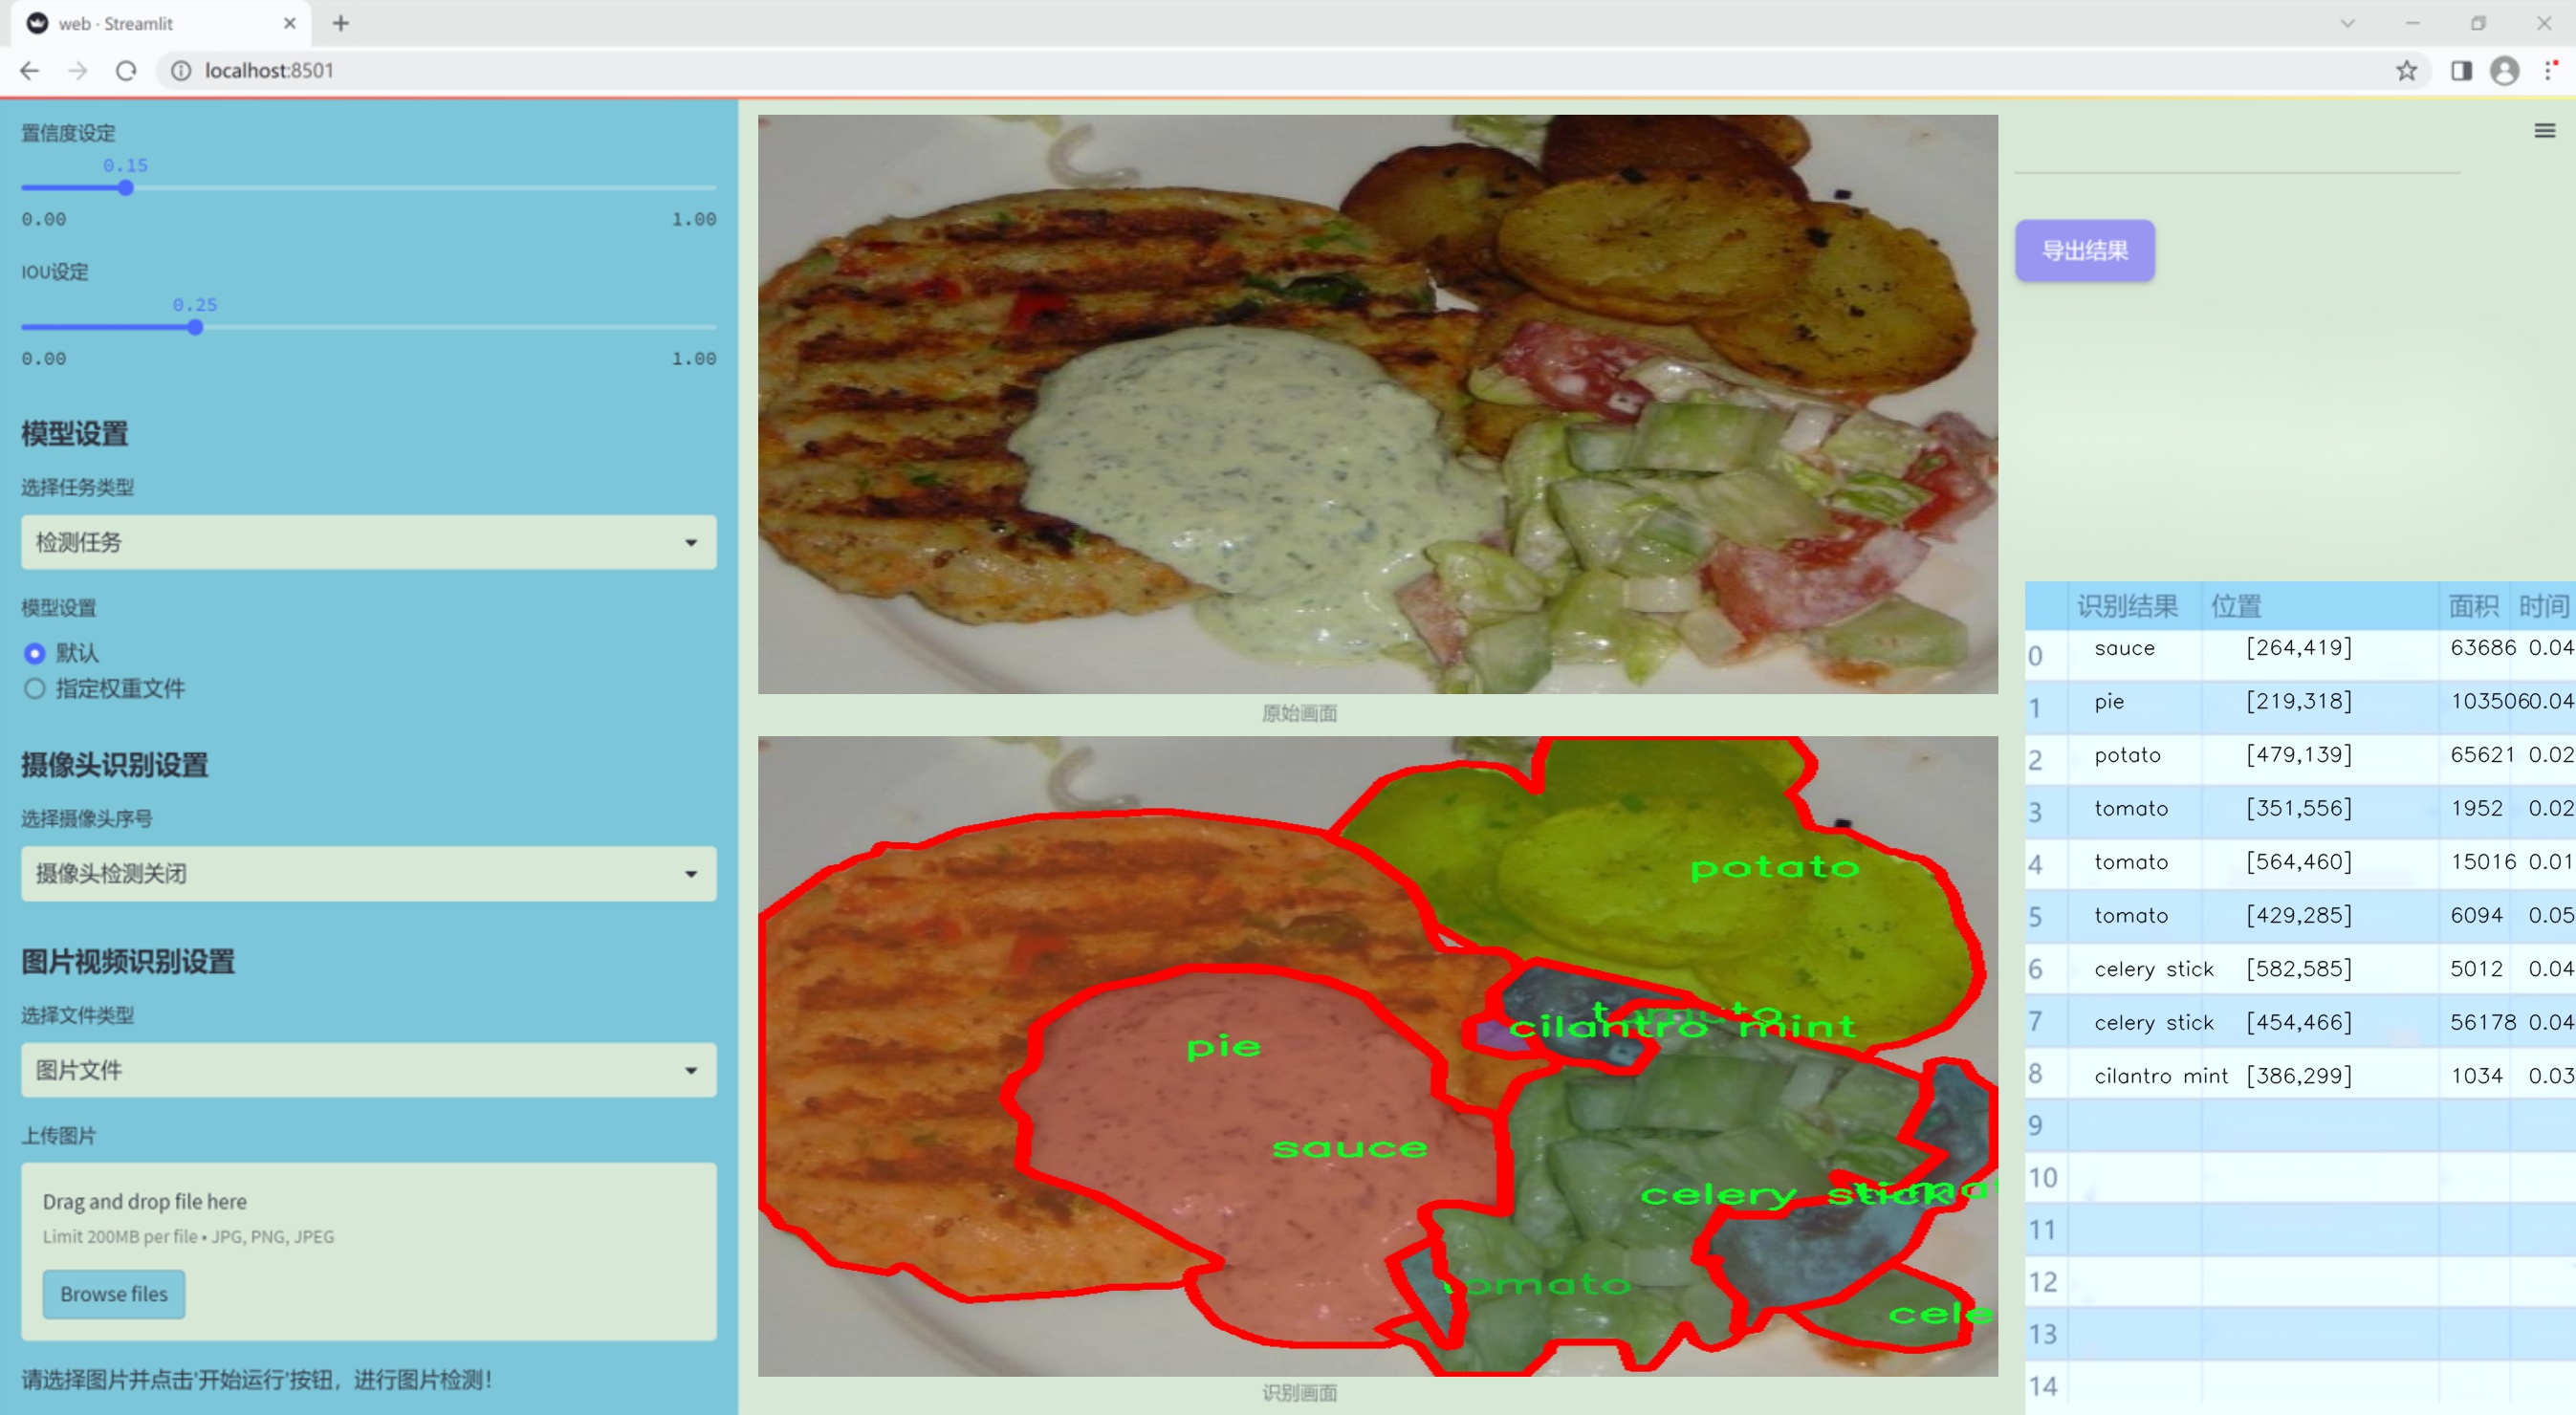 web · Streamlit
localhost:8501
置信度设定
0.15
0.00 1.00
IOU设定
0.25
0.00 1.00
模型设置
选择任务类型
检测任务
模型设置
默认
指定权重文件
摄像头识别设置
选择摄像头序号
摄像头检测关闭
图片视频识别设置
选择文件类型
图片文件
上传图片
Drag and drop file here
Limit 200MB per file • JPG, PNG, JPEG
Browse files
请选择图片并点击'开始运行'按钮，进行图片检测!
原始画面
potato
cilantro mint
pie
sauce
celery stick
omato
cele
识别画面
导出结果
识别结果 位置 面积 时间
0 sauce [264,419] 63686 0.04
1 pie [219,318] 103506 0.04
2 potato [479,139] 65621 0.02
3 tomato [351,556] 1952 0.02
4 tomato [564,460] 15016 0.01
5 tomato [429,285] 6094 0.05
6 celery stick [582,585] 5012 0.04
7 celery stick [454,466] 56178 0.04
8 cilantro mint [386,299] 1034 0.03
9
10
11
12
13
14